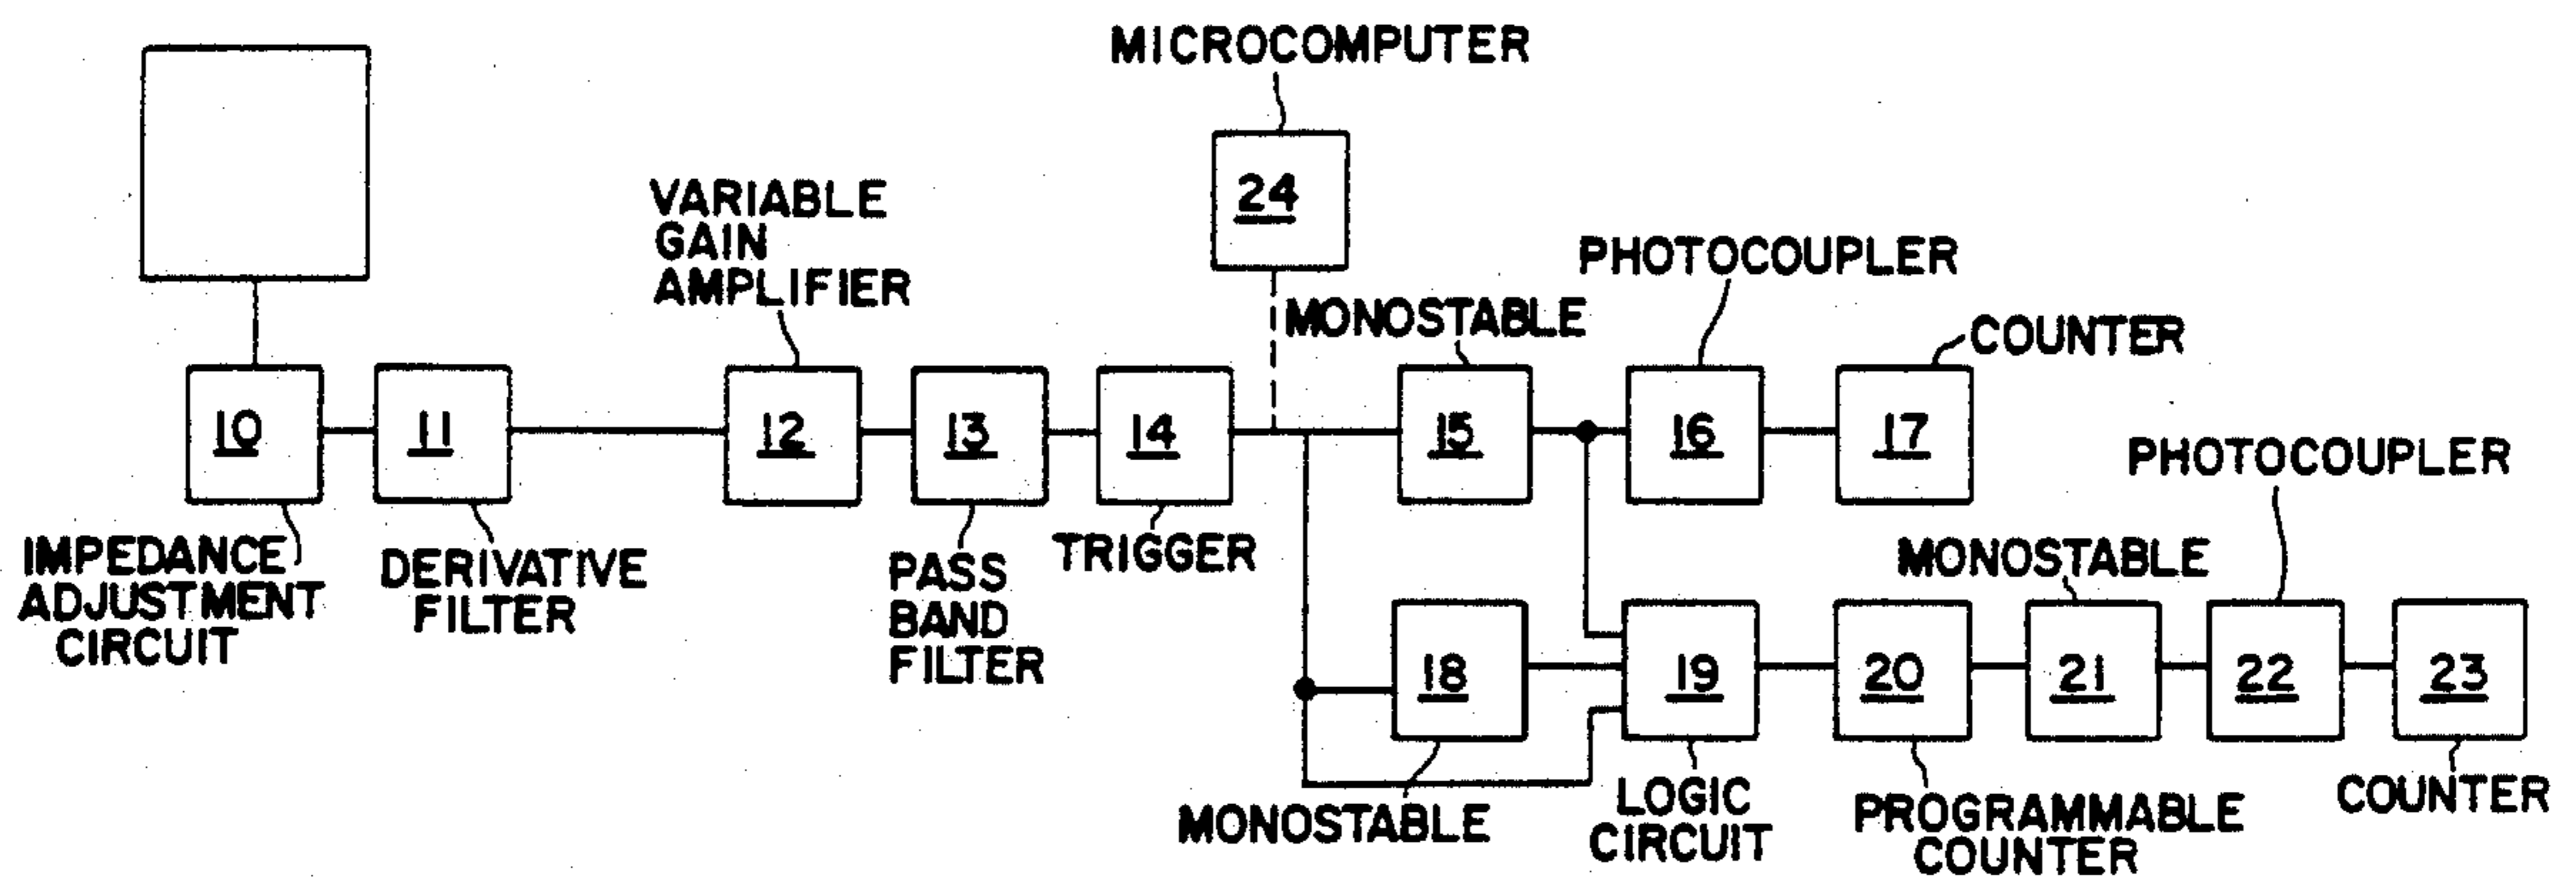 MICROCOMPUTER
24
VARIABLE
GAIN
AMPLIFIER
PHOTOCOUPLER
MONOSTABLE
COUNTER
10
11
12
13
14
15
16
17
PHOTOCOUPLER
IMPEDANCE
ADJUSTMENT
CIRCUIT
DERIVATIVE
FILTER
PASS
BAND
FILTER
TRIGGER
MONOSTABLE
18
19
20
21
22
23
MONOSTABLE
LOGIC
CIRCUIT
PROGRAMMABLE
COUNTER
COUNTER